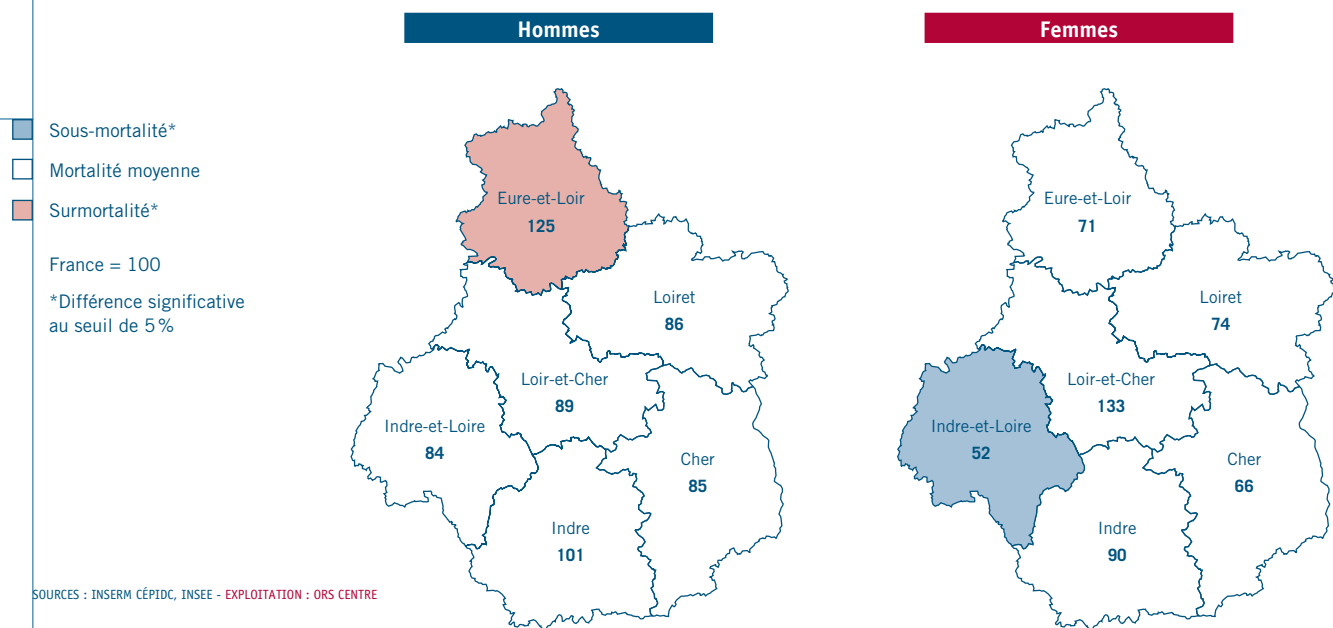 Hommes
Femmes
Sous-mortalité*
Mortalité moyenne
Surmortalité*
France = 100
*Différence significative
au seuil de 5%
Eure-et-Loir
125
Loiret
86
Loir-et-Cher
89
Indre-et-Loire
84
Cher
85
Indre
101
Eure-et-Loir
71
Loiret
74
Loir-et-Cher
133
Indre-et-Loire
52
Cher
66
Indre
90
SOURCES : INSERM CÉPIDC, INSEE - EXPLOITATION : ORS CENTRE